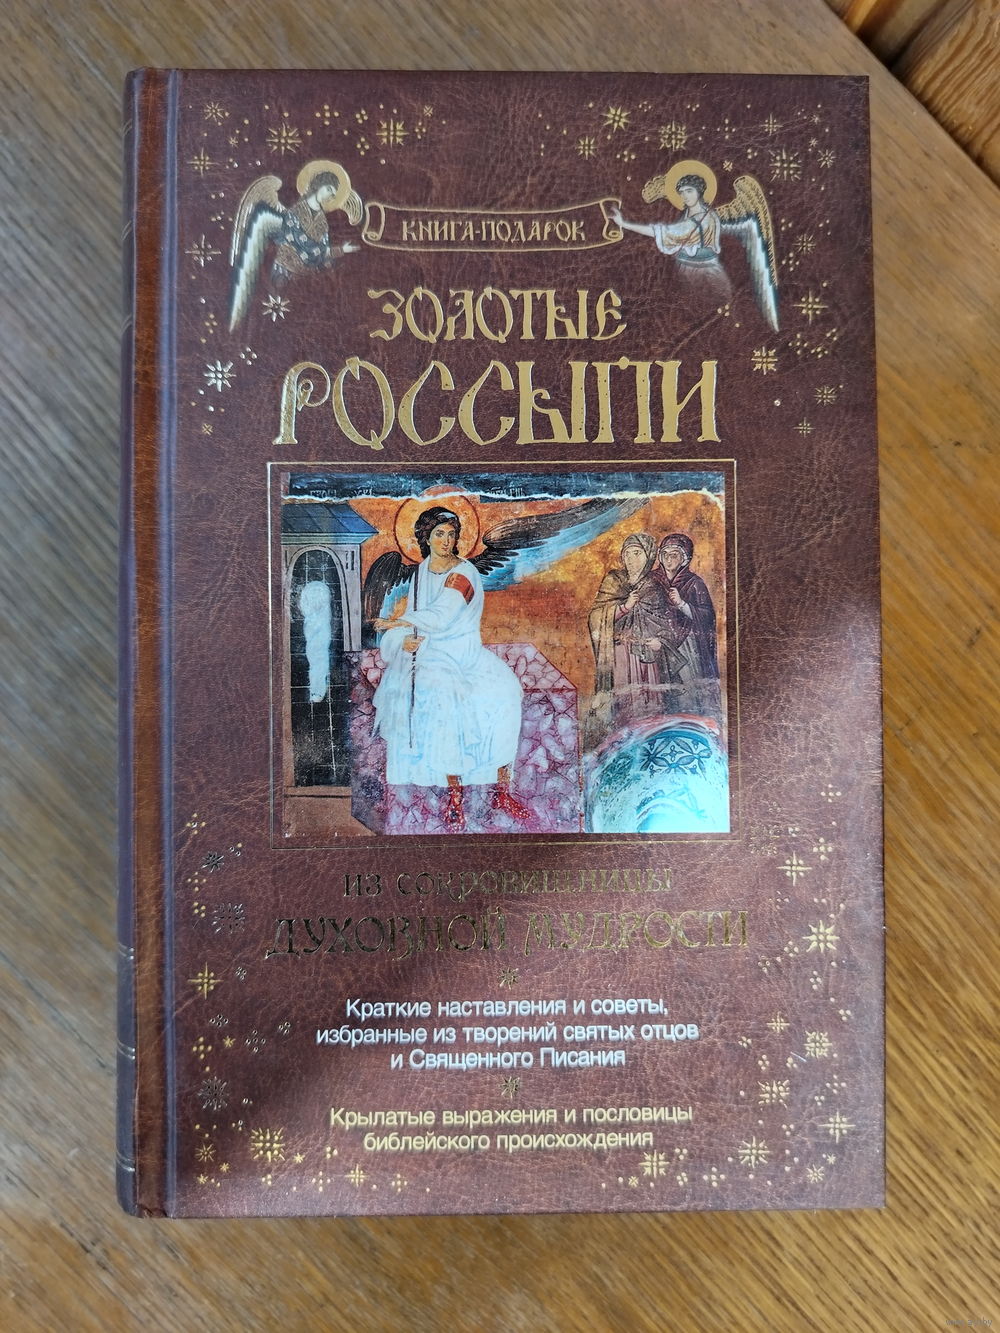 КНИГА-ПОДАРОК
ЗОЛОТЫЕ
РОССЫПИ
ИЗ СОКРОВИЩНИЦЫ
ДУХОВНОЙ МУДРОСТИ
Краткие наставления и советы,
избранные из творений святых отцов
и Священного Писания
Крылатые выражения и пословицы
библейского происхождения